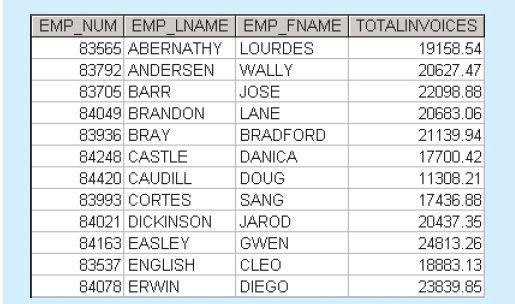 EMP_NUM EMP_LNAME EMP_FNAME TOTALINVOICES
83565 ABERNATHY LOURDES 19158.54
83792 ANDERSEN WALLY 20627.47
83705 BARR JOSE 22098.88
84049 BRANDON LANE 20683.06
83936 BRAY BRADFORD 21139.94
84248 CASTLE DANICA 17700.42
84420 CAUDILL DOUG 11308.21
83993 CORTES SANG 17436.88
84021 DICKINSON JAROD 20437.35
84163 EASLEY GWEN 24813.26
83537 ENGLISH CLEO 18883.13
84078 ERWIN DIEGO 23839.85